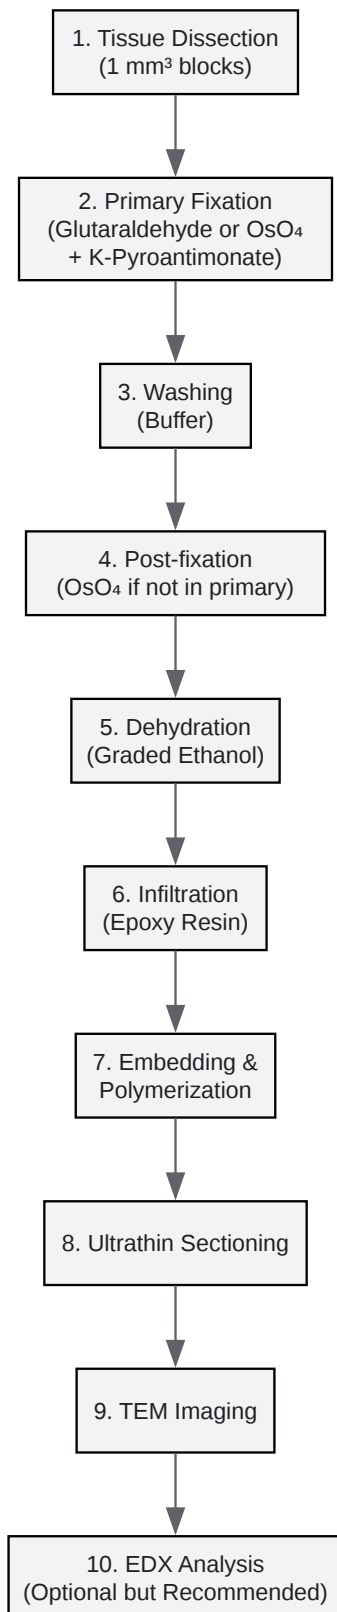 1. Tissue Dissection
(1 mm³ blocks)
2. Primary Fixation
(Glutaraldehyde or OsO₄
+ K-Pyroantimonate)
3. Washing
(Buffer)
4. Post-fixation
(OsO₄ if not in primary)
5. Dehydration
(Graded Ethanol)
6. Infiltration
(Epoxy Resin)
7. Embedding &
Polymerization
8. Ultrathin Sectioning
9. TEM Imaging
10. EDX Analysis
(Optional but Recommended)